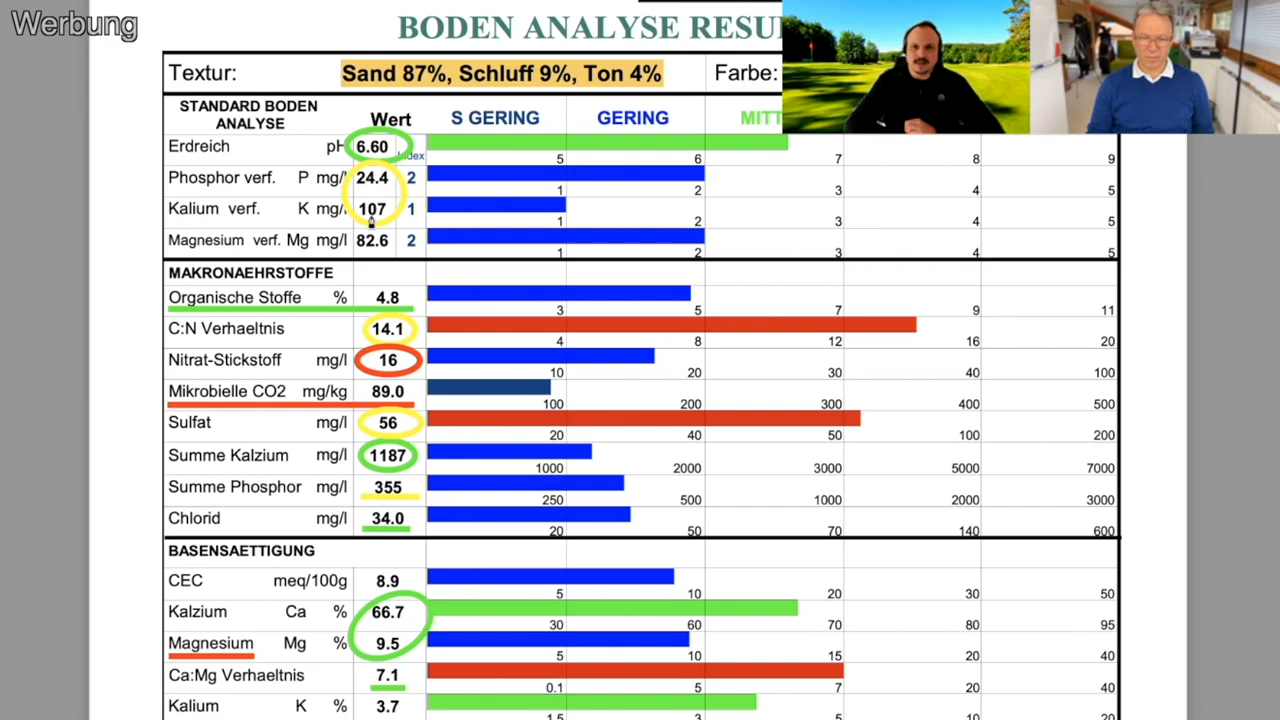 Werbung
BODEN ANALYSE RESU
Textur: Sand 87%, Schluff 9%, Ton 4% Farbe:
STANDARD BODEN ANALYSE Wert S GERING GERING MITT
Erdreich pH 6.60 Index 5 6 7 8 9
Phosphor verf. P mg/l 24.4 2 1 2 3 4 5
Kalium verf. K mg/l 107 1 1 2 3 4 5
Magnesium verf. Mg mg/l 82.6 2 1 2 3 4 5
MAKRONAEHRSTOFFE
Organische Stoffe % 4.8 3 5 7 9 11
C:N Verhaeltnis 14.1 4 8 12 16 20
Nitrat-Stickstoff mg/l 16 10 20 30 40 100
Mikrobielle CO2 mg/kg 89.0 100 200 300 400 500
Sulfat mg/l 56 20 40 50 100 200
Summe Kalzium mg/l 1187 1000 2000 3000 5000 7000
Summe Phosphor mg/l 355 250 500 1000 2000 3000
Chlorid mg/l 34.0 20 50 70 140 600
BASENSAETTIGUNG
CEC meq/100g 8.9 5 10 20 30 50
Kalzium Ca % 66.7 30 60 70 80 95
Magnesium Mg % 9.5 5 10 15 20 40
Ca:Mg Verhaeltnis 7.1 0.1 5 7 20 40
Kalium K % 3.7 1.5 3 5 10 20